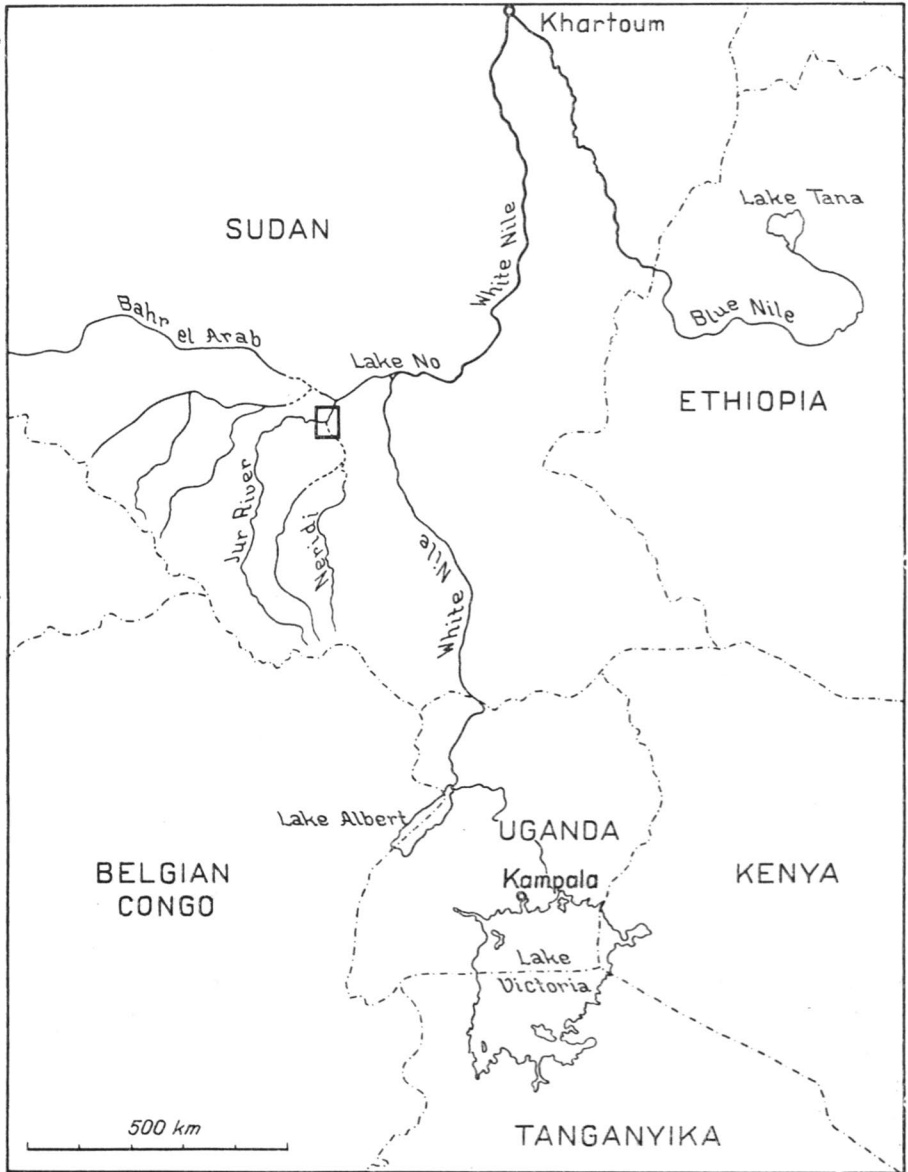 Khartoum
Lake Tana
SUDAN
White Nile
Bahr el Arab
Blue Nile
Lake No
ETHIOPIA
Jur River
Meridi
White Nile
Lake Albert
UGANDA
BELGIAN
CONGO
Kampala
KENYA
Lake
Victoria
500 km
TANGANYIKA